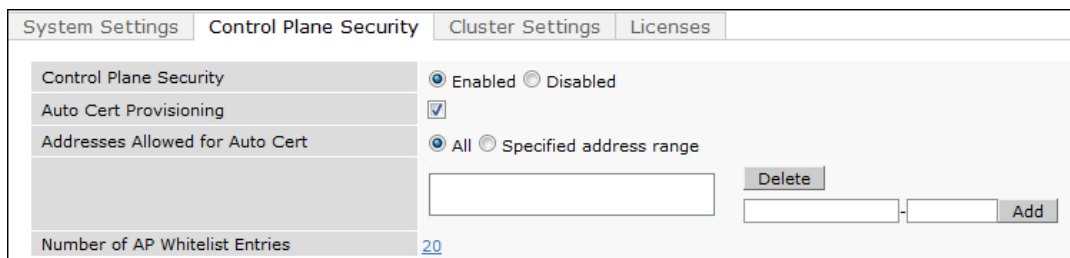 System Settings Control Plane Security Cluster Settings Licenses
Control Plane Security Enabled Disabled
Auto Cert Provisioning
Addresses Allowed for Auto Cert All Specified address range
Delete
- Add
Number of AP Whitelist Entries 20